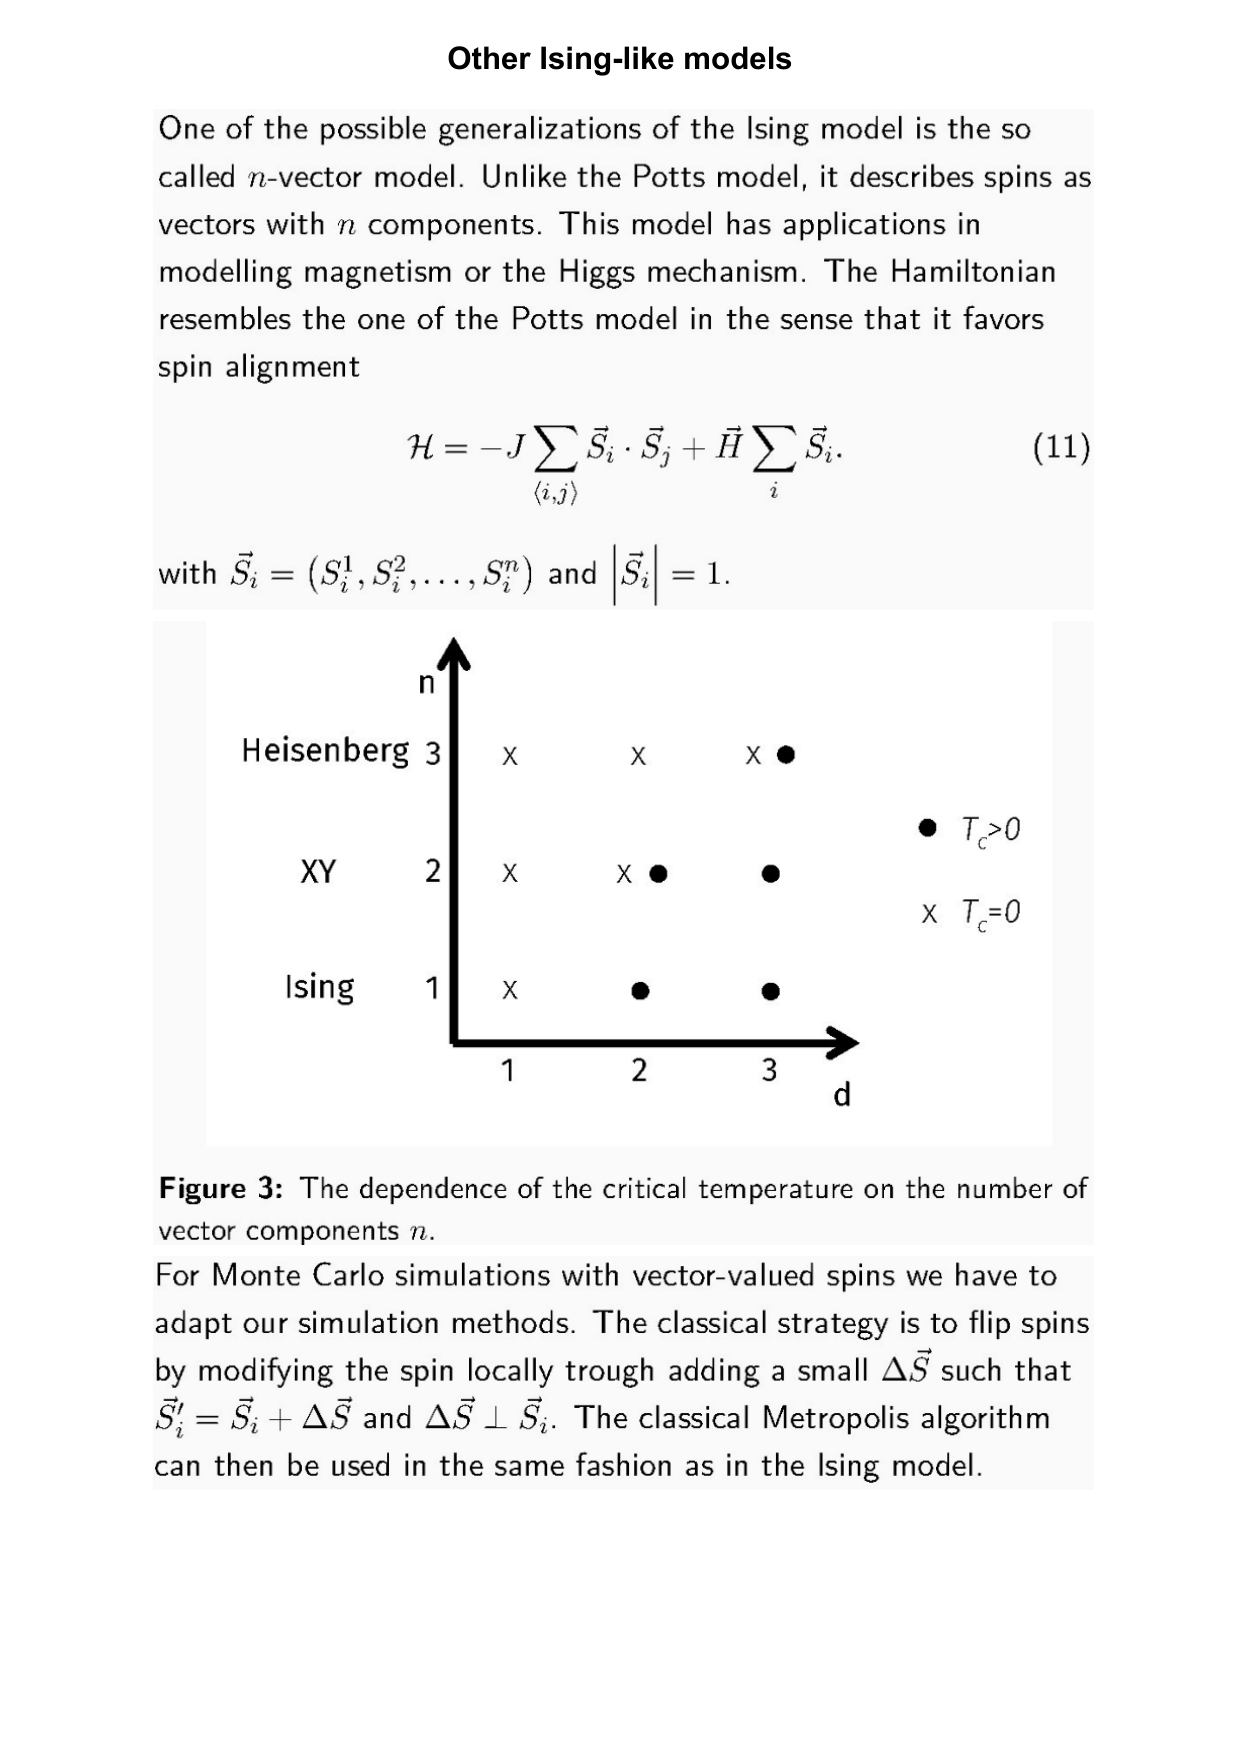 Other Ising-like models
One of the possible generalizations of the Ising model is the so
called n-vector model. Unlike the Potts model, it describes spins as
vectors with n components. This model has applications in
modelling magnetism or the Higgs mechanism. The Hamiltonian
resembles the one of the Potts model in the sense that it favors
spin alignment
$\mathcal{H} = -J \sum_{\langle i,j \rangle} \vec{S}_i \cdot \vec{S}_j + \vec{H} \sum_i \vec{S}_i.$ (11)
with $\vec{S}_i = (S_i^1, S_i^2, \ldots, S_i^n)$ and $|\vec{S}_i| = 1.$
n
Heisenberg 3 X X X ●
● T_c>0
XY 2 X X ● ●
X T_c=0
Ising 1 X ● ●
1 2 3
d
Figure 3: The dependence of the critical temperature on the number of
vector components n.
For Monte Carlo simulations with vector-valued spins we have to
adapt our simulation methods. The classical strategy is to flip spins
by modifying the spin locally trough adding a small $\Delta\vec{S}$ such that
$\vec{S}_i' = \vec{S}_i + \Delta\vec{S}$ and $\Delta\vec{S} \perp \vec{S}_i$. The classical Metropolis algorithm
can then be used in the same fashion as in the Ising model.